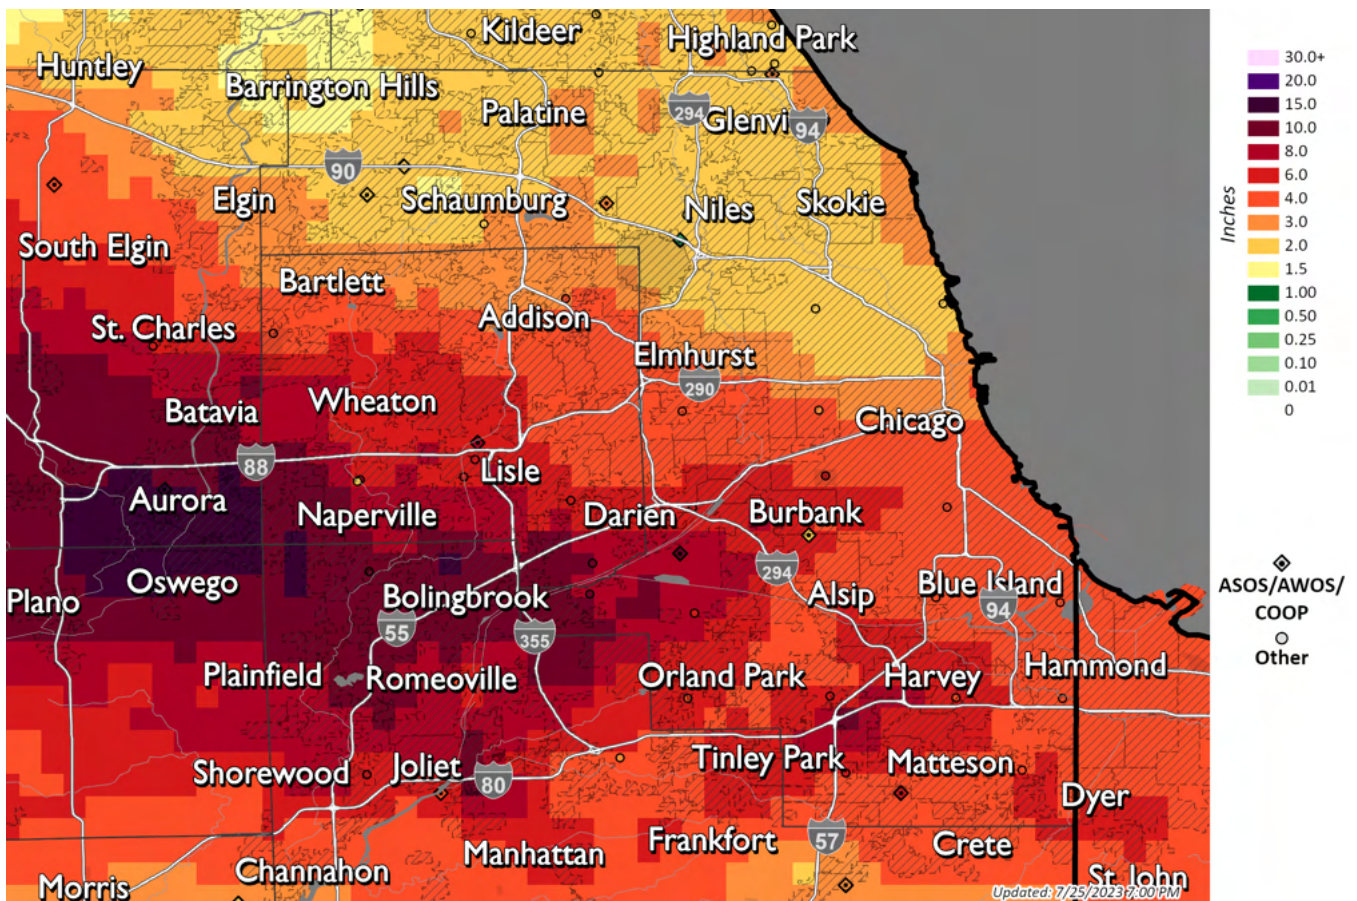 Kildeer
Highland Park
Huntley
Barrington Hills
Palatine
294
Glenvi
94
90
Elgin
Schaumburg
Niles
Skokie
South Elgin
Bartlett
St. Charles
Addison
Elmhurst
290
Batavia
Wheaton
Chicago
88
Lisle
Aurora
Naperville
Darien
Burbank
294
Plano
Oswego
Bolingbrook
Alsip
Blue Island
94
55
355
Plainfield
Romeoville
Orland Park
Harvey
Hammond
Shorewood
Joliet
80
Tinley Park
Matteson
Dyer
Manhattan
Frankfort
57
Crete
Channahon
Morris
St. John
Updated: 7/25/2023 7:00 PM
Inches
30.0+
20.0
15.0
10.0
8.0
6.0
4.0
3.0
2.0
1.5
1.00
0.50
0.25
0.10
0.01
0
ASOS/AWOS/
COOP
Other